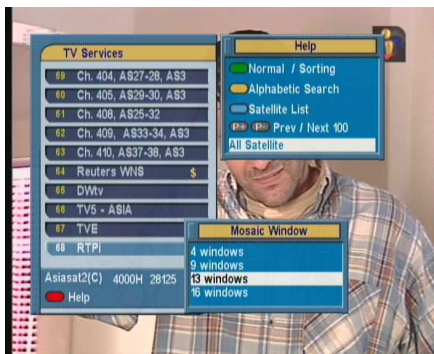 TV Services
59 Ch. 404, AS27-28, AS3
60 Ch. 405, AS29-30, AS3
61 Ch. 408, AS25-32
62 Ch. 409, AS33-34, AS3
63 Ch. 410, AS37-38, AS3
64 Reuters WNS $
65 DWtv
66 TV5 - ASIA
67 TVE
68 RTPi
Asiasat2(C) 4000H 28125
Help
Help
Normal / Sorting
Alphabetic Search
Satellite List
P+ P- Prev / Next 100
All Satellite
Mosaic Window
4 windows
9 windows
13 windows
16 windows